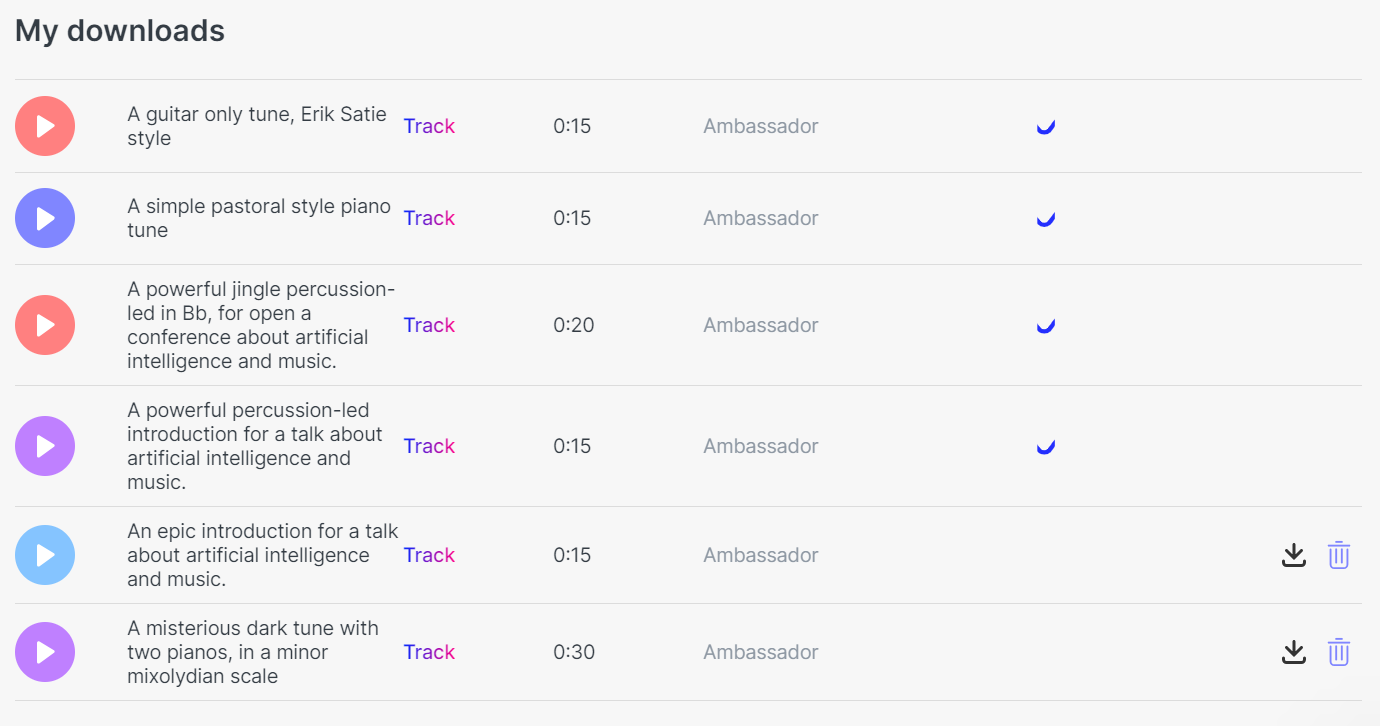 My downloads
A guitar only tune, Erik Satie
style
Track
0:15
Ambassador
A simple pastoral style piano
tune
Track
0:15
Ambassador
A powerful jingle percussion-
led in Bb, for open a
conference about artificial
intelligence and music.
Track
0:20
Ambassador
A powerful percussion-led
introduction for a talk about
artificial intelligence and
music.
Track
0:15
Ambassador
An epic introduction for a talk
about artificial intelligence
and music.
Track
0:15
Ambassador
A misterious dark tune with
two pianos, in a minor
mixolydian scale
Track
0:30
Ambassador